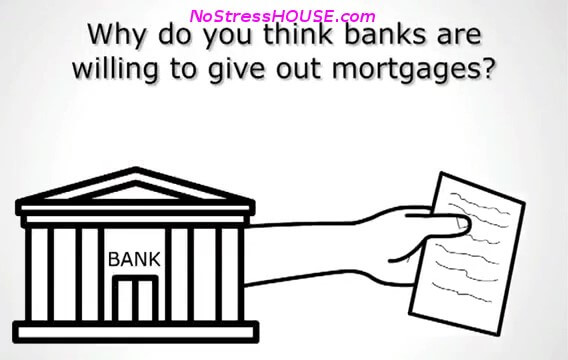 NoStressHOUSE.com
Why do you think banks are
willing to give out mortgages?
BANK